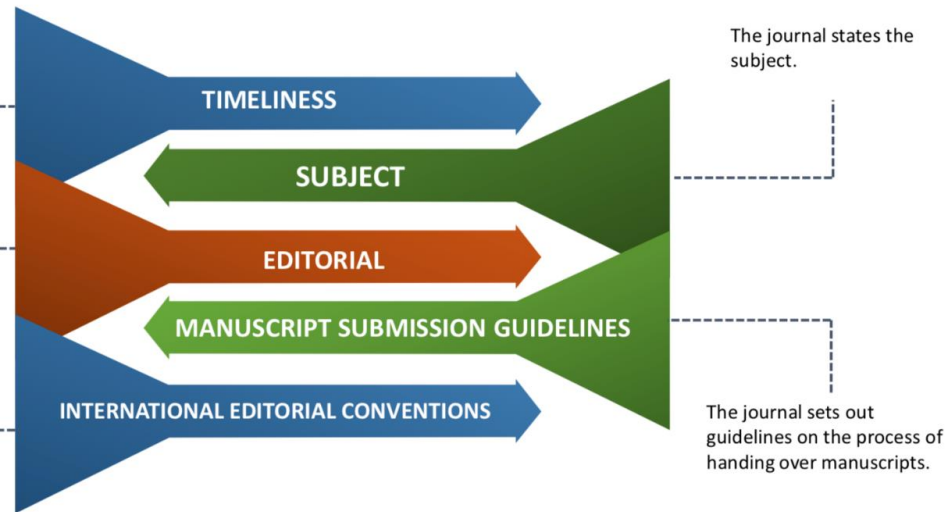 The journal states the
subject.
TIMELINESS
SUBJECT
EDITORIAL
MANUSCRIPT SUBMISSION GUIDELINES
INTERNATIONAL EDITORIAL CONVENTIONS
The journal sets out
guidelines on the process of
handing over manuscripts.